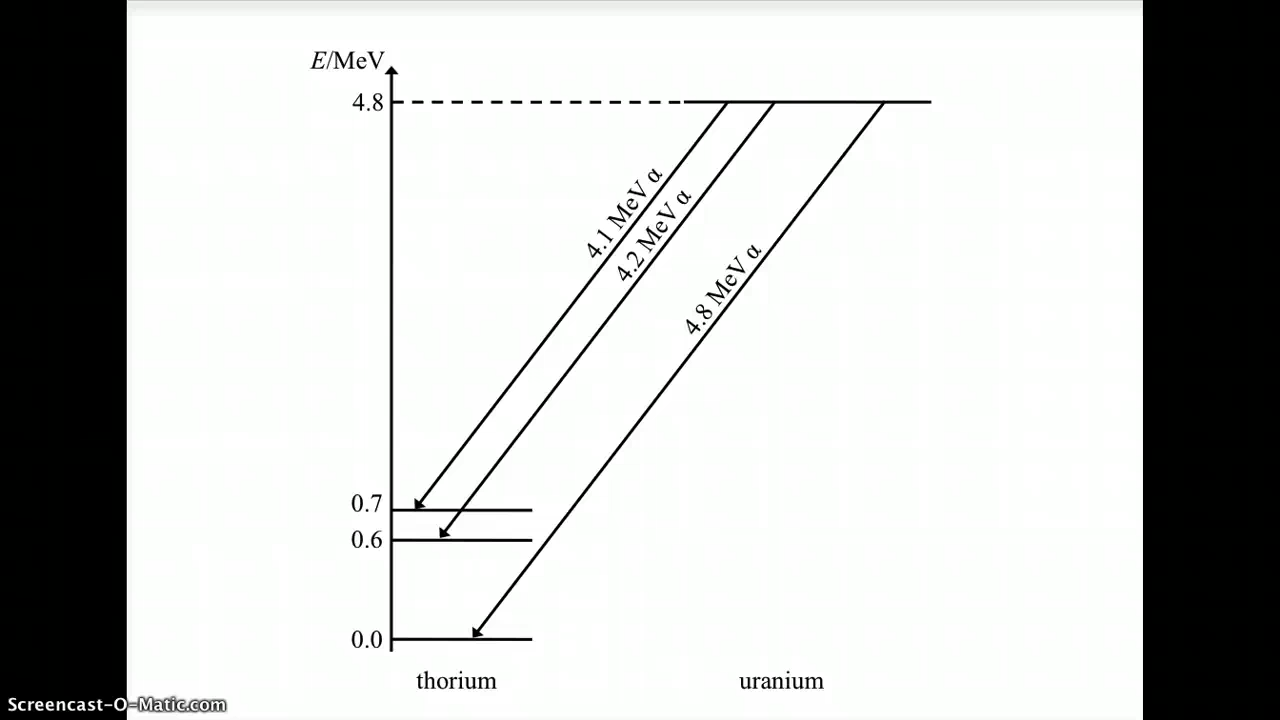 E/MeV
4.8
4.1 MeV α
4.2 MeV α
4.8 MeV α
0.7
0.6
0.0
thorium
uranium
Screencast-O-Matic.com